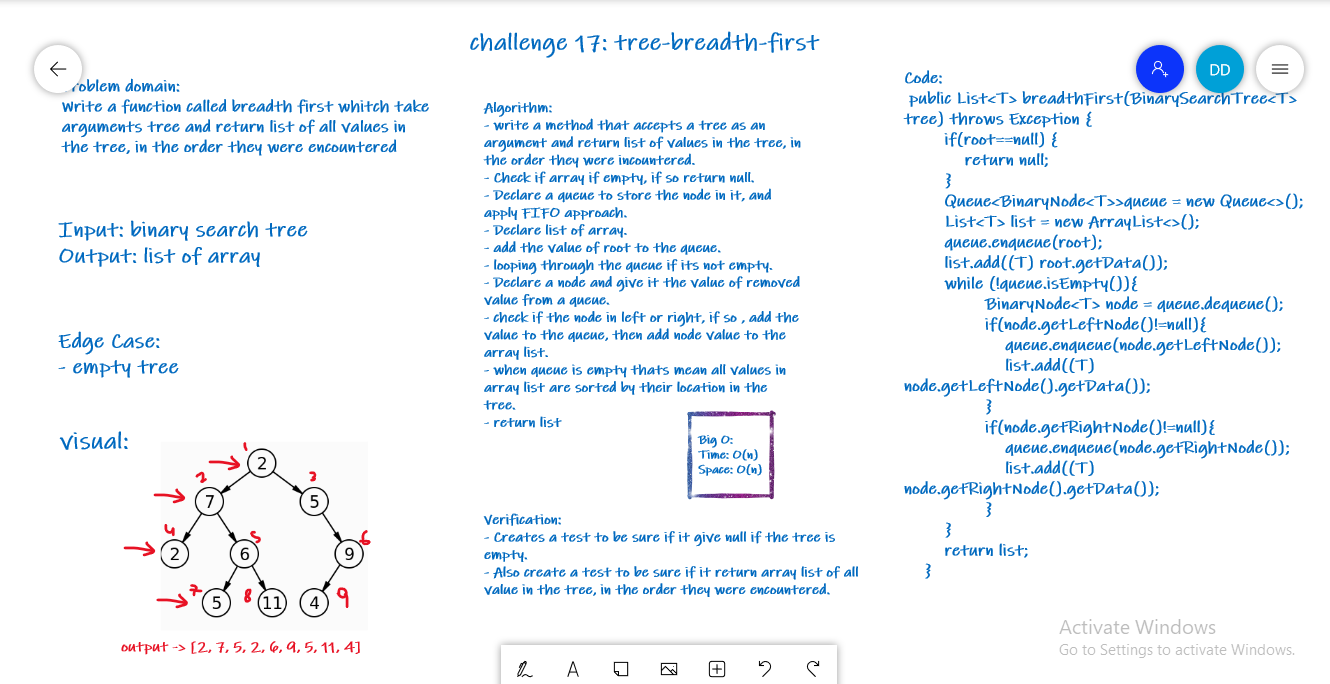 challenge 17: tree-breadth-first
DD
roblem domain:
write a function called breadth first whitch take
arguments tree and return list of all values in
the tree, in the order they were encountered
Input: binary search tree
Output: list of array
Edge Case:
- empty tree
visual:
1
2
2
3
7
5
4
5
6
2
6
9
7
8
9
5
11
4
output -> [2, 7, 5, 2, 6, 9, 5, 11, 4]
Algorithm:
- write a method that accepts a tree as an
argument and return list of values in the tree, in
the order they were incountered.
- Check if array if empty, if so return null.
- Declare a queue to store the node in it, and
apply FIFO approach.
- Declare list of array.
- add the value of root to the queue.
- looping through the queue if its not empty.
- Declare a node and give it the value of removed
value from a queue.
- check if the node in left or right, if so , add the
value to the queue, then add node value to the
array list.
- when queue is empty thats mean all values in
array list are sorted by their location in the
tree.
- return list
Big O:
Time: O(n)
Space: O(n)
Verification:
- Creates a test to be sure if it give null if the tree is
empty.
- Also create a test to be sure if it return array list of all
value in the tree, in the order they were encountered.
Code:
public List<T> breadthFirst(BinarySearchTree<T>
tree) throws Exception {
if(root==null) {
return null;
}
Queue<BinaryNode<T>>queue = new Queue<>();
List<T> list = new ArrayList<>();
queue.enqueue(root);
list.add((T) root.getData());
while (!queue.isEmpty()){
BinaryNode<T> node = queue.dequeue();
if(node.getLeftNode()!=null){
queue.enqueue(node.getLeftNode());
list.add((T)
node.getLeftNode().getData());
}
if(node.getRightNode()!=null){
queue.enqueue(node.getRightNode());
list.add((T)
node.getRightNode().getData());
}
}
return list;
}
Activate Windows
Go to Settings to activate Windows.
A